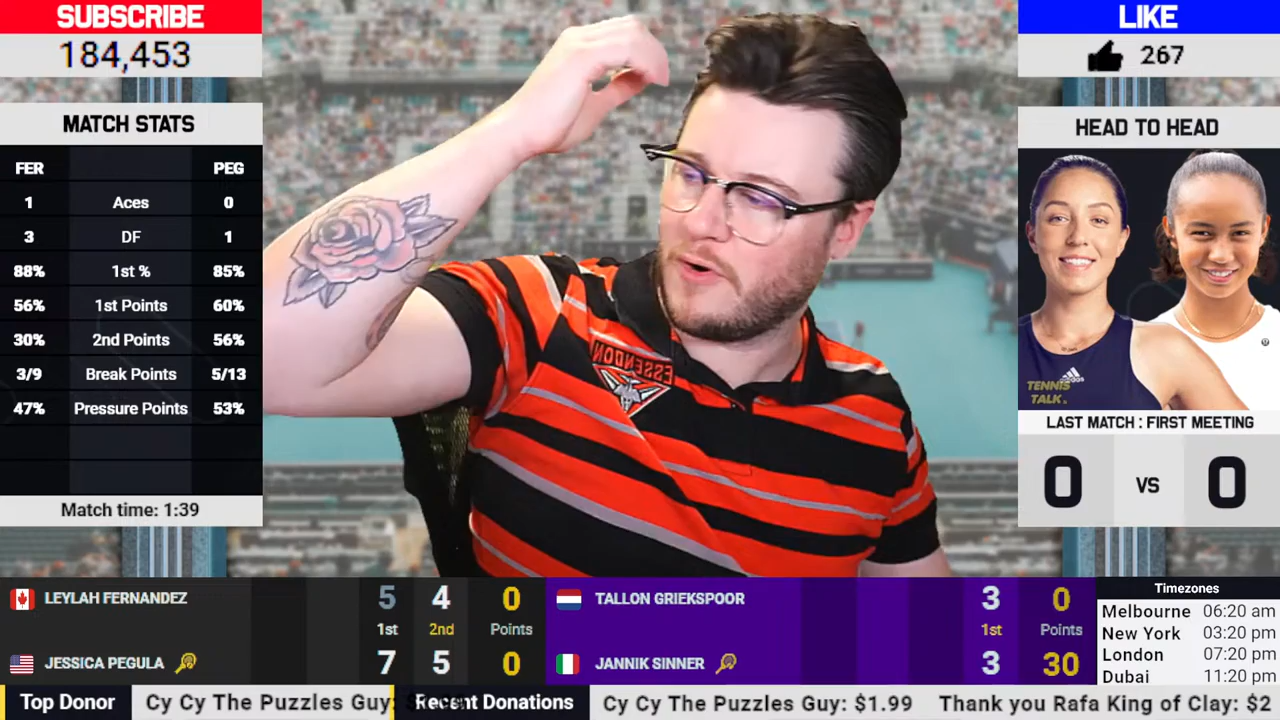 SUBSCRIBE
184,453
MATCH STATS
FER PEG
1 Aces 0
3 DF 1
88% 1st % 85%
56% 1st Points 60%
30% 2nd Points 56%
3/9 Break Points 5/13
47% Pressure Points 53%
Match time: 1:39
ESSENDON
LIKE
267
HEAD TO HEAD
adidas
TENNIS
TALK.
LAST MATCH : FIRST MEETING
0 VS 0
LEYLAH FERNANDEZ 5 4 0
1st 2nd Points
JESSICA PEGULA 7 5 0
TALLON GRIEKSPOOR 3 0
1st Points
JANNIK SINNER 3 30
Timezones
Melbourne 06:20 am
New York 03:20 pm
London 07:20 pm
Dubai 11:20 pm
Top Donor Cy Cy The Puzzles Guy:
Recent Donations Cy Cy The Puzzles Guy: $1.99 Thank you Rafa King of Clay: $2